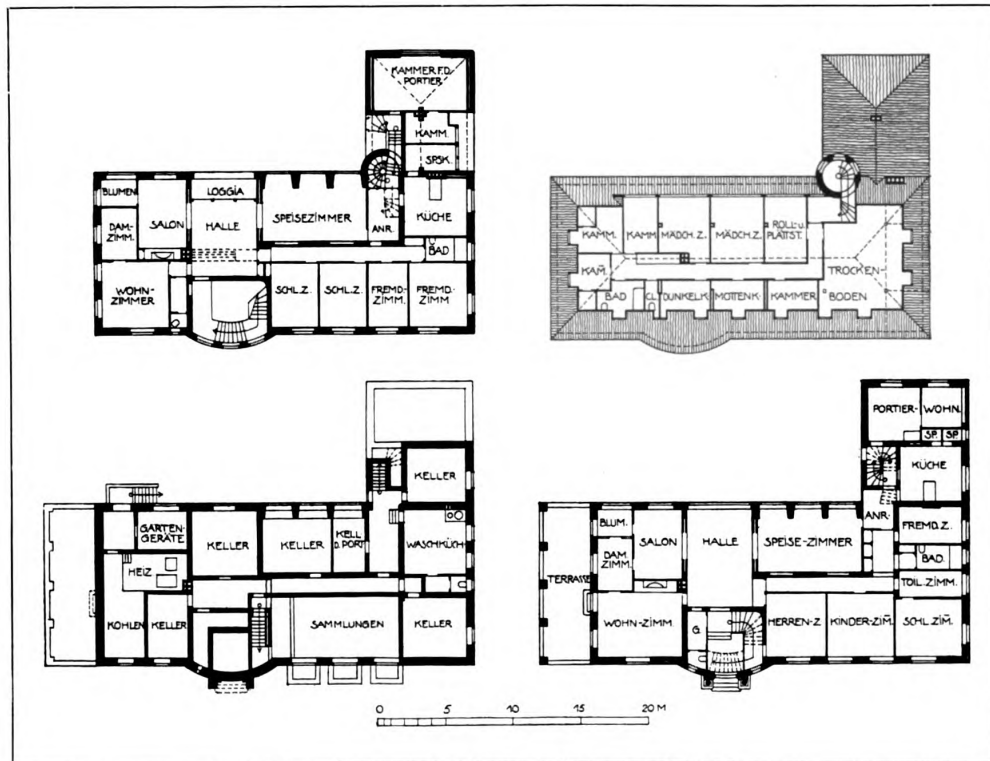 KAMMER F.D.
PORTIER
KAMM.
SPSK.
BLUMEN
LOGGIA
DAM-
ZIMM.
SALON
HALLE
SPEISEZIMMER
ANR.
KÜCHE
BAD
WOHN-
ZIMMER
SCHL.Z.
SCHL.Z.
FREMD-
ZIMM.
FREMD-
ZIMM
KAMM.
KAMM
MÄDCH.Z.
MÄDCH.Z.
ROLL-U.
PLÄTTST.
KAM.
TROCKEN-
BODEN
BAD
CL.
DUNKELK.
MOTTENK.
KAMMER
KELLER
GARTEN-
GERÄTE
KELLER
KELLER
KELL
D. PORT
WASCHKÜCH
HEIZ
KOHLEN
KELLER
SAMMLUNGEN
KELLER
PORTIER-
WOHN.
SP.
SP
KÜCHE
ANR.
BLUM.
DAM.
ZIMM.
SALON
HALLE
SPEISE-ZIMMER
FREMD.Z.
BAD.
TERRASSE
TOIL.ZIMM.
WOHN-ZIMM
G.
HERREN-Z
KINDER-ZIM.
SCHL.ZIM.
0 5 10 15 20 M